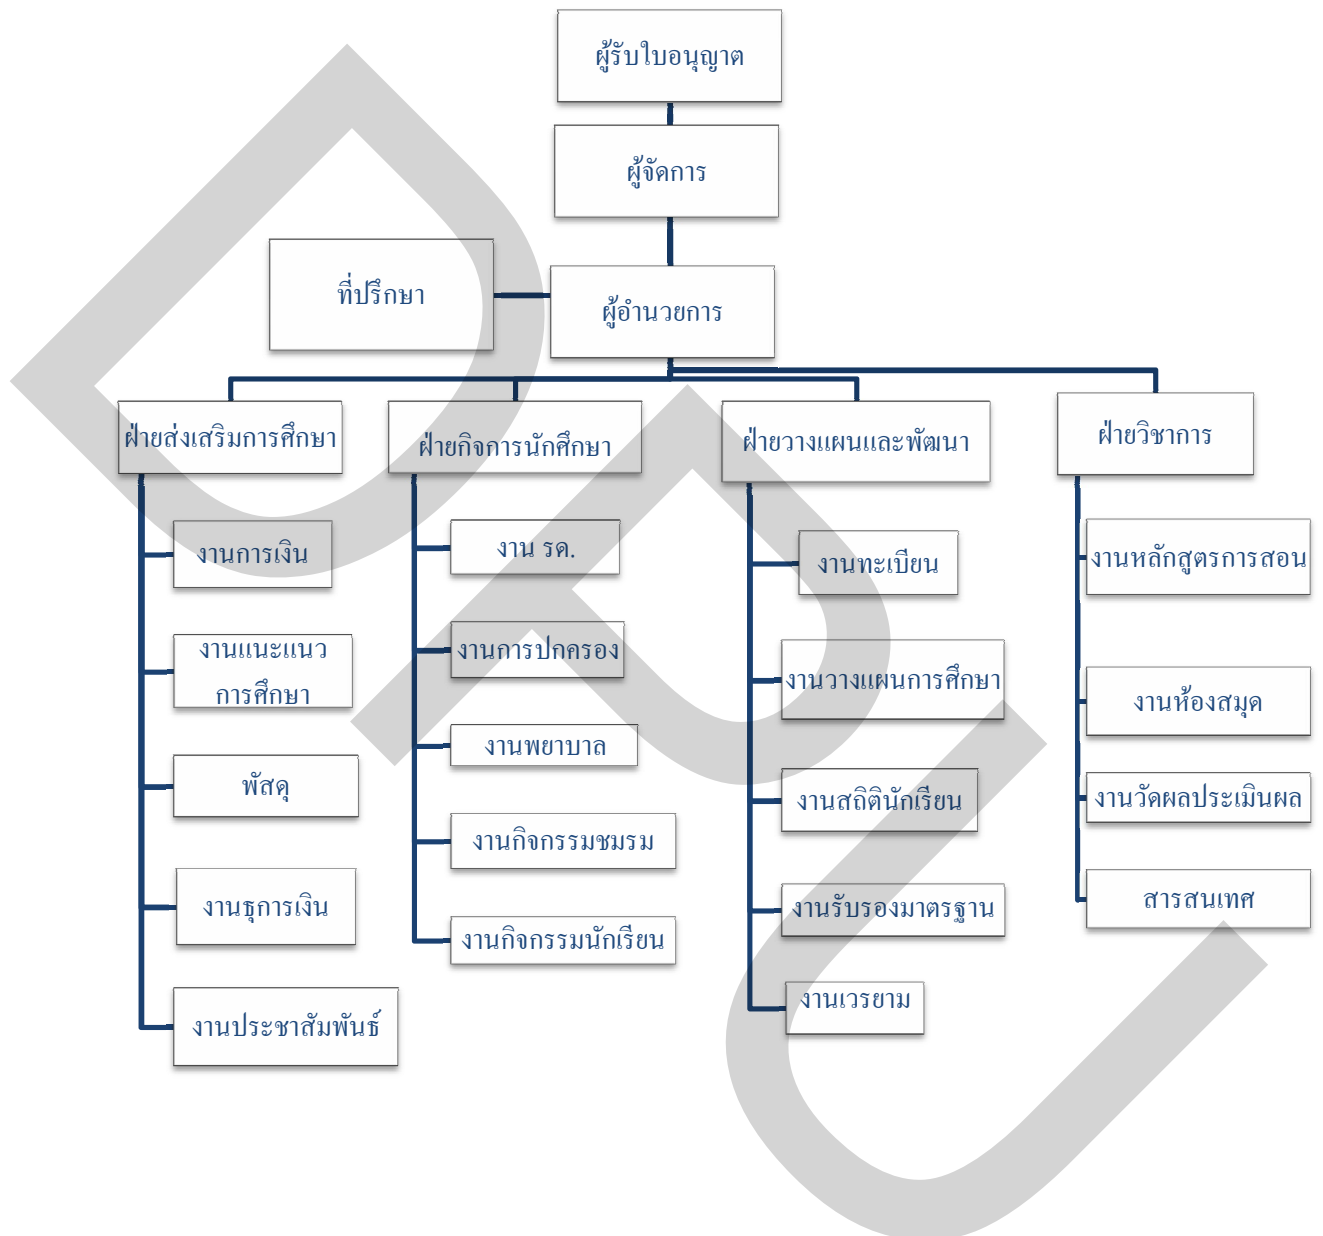 ผู้รับใบอนุญาต
ผู้จัดการ
ที่ปรึกษา
ผู้อำนวยการ
ฝ่ายส่งเสริมการศึกษา
งานการเงิน
งานแนะแนว
การศึกษา
พัสดุ
งานธุการเงิน
งานประชาสัมพันธ์
ฝ่ายกิจการนักศึกษา
งาน รด.
งานการปกครอง
งานพยาบาล
งานกิจกรรมชมรม
งานกิจกรรมนักเรียน
ฝ่ายวางแผนและพัฒนา
งานทะเบียน
งานวางแผนการศึกษา
งานสถิตินักเรียน
งานรับรองมาตรฐาน
งานเวรยาม
ฝ่ายวิชาการ
งานหลักสูตรการสอน
งานห้องสมุด
งานวัดผลประเมินผล
สารสนเทศ
DPU